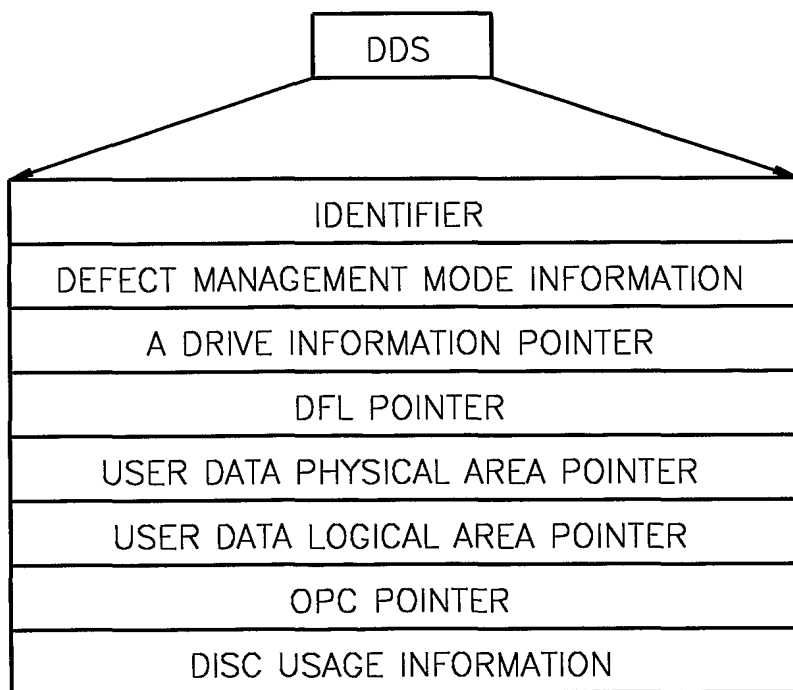 DDS
IDENTIFIER
DEFECT MANAGEMENT MODE INFORMATION
A DRIVE INFORMATION POINTER
DFL POINTER
USER DATA PHYSICAL AREA POINTER
USER DATA LOGICAL AREA POINTER
OPC POINTER
DISC USAGE INFORMATION